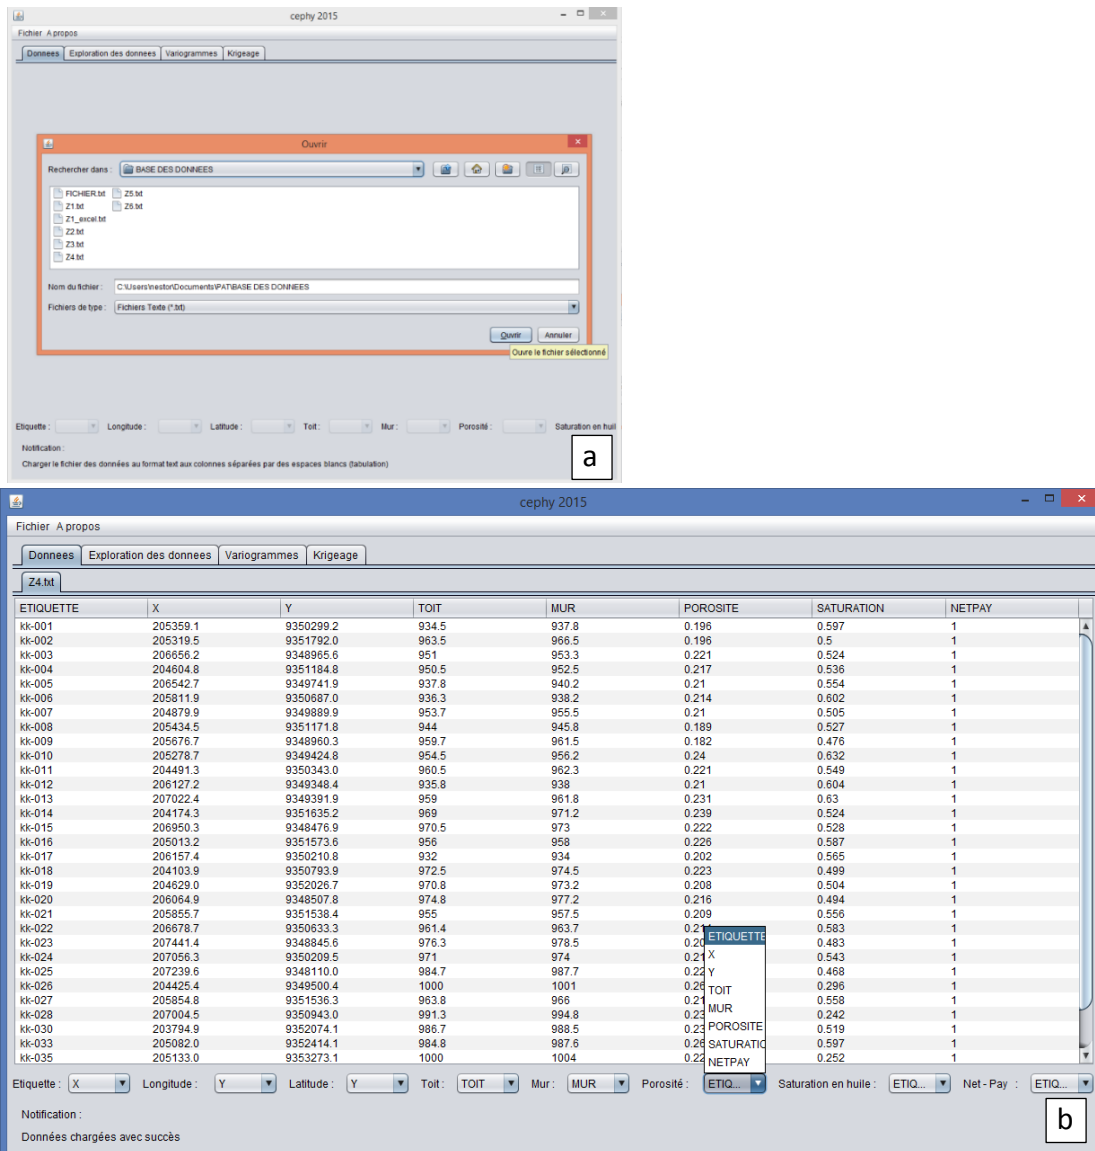 cephy 2015
Fichier A propos
Donnees Exploration des donnees Variogrammes Krigeage
Ouvrir
Rechercher dans : BASE DES DONNEES
FICHIER.txt Z5.txt
Z1.txt Z6.txt
Z1_excel.txt
Z2.txt
Z3.txt
Z4.txt
Nom du fichier : C:\Users\nestor\Documents\PAT\BASE DES DONNEES
Fichiers de type : Fichiers Texte (*.txt)
Ouvrir Annuler
Ouvre le fichier sélectionné
Etiquette : Longitude : Latitude : Toit : Mur : Porosité : Saturation en huil
Notification :
Charger le fichier des données au format text aux colonnes séparées par des espaces blancs (tabulation)
a
cephy 2015
Fichier A propos
Donnees Exploration des donnees Variogrammes Krigeage
Z4.txt
ETIQUETTE X Y TOIT MUR POROSITE SATURATION NETPAY
kk-001 205359.1 9350299.2 934.5 937.8 0.196 0.597 1
kk-002 205319.5 9351792.0 963.5 966.5 0.196 0.5 1
kk-003 206656.2 9348965.6 951 953.3 0.221 0.524 1
kk-004 204604.8 9351184.8 950.5 952.5 0.217 0.536 1
kk-005 206542.7 9349741.9 937.8 940.2 0.21 0.554 1
kk-006 205811.9 9350687.0 936.3 938.2 0.214 0.602 1
kk-007 204879.9 9349889.9 953.7 955.5 0.21 0.505 1
kk-008 205434.5 9351171.8 944 945.8 0.189 0.527 1
kk-009 205676.7 9348960.3 959.7 961.5 0.182 0.476 1
kk-010 205278.7 9349424.8 954.5 956.2 0.24 0.632 1
kk-011 204491.3 9350343.0 960.5 962.3 0.221 0.549 1
kk-012 206127.2 9349348.4 935.8 938 0.21 0.604 1
kk-013 207022.4 9349391.9 959 961.8 0.231 0.63 1
kk-014 204174.3 9351635.2 969 971.2 0.239 0.524 1
kk-015 206950.3 9348476.9 970.5 973 0.222 0.528 1
kk-016 205013.2 9351573.6 956 958 0.226 0.587 1
kk-017 206157.4 9350210.8 932 934 0.202 0.565 1
kk-018 204103.9 9350793.9 972.5 974.5 0.223 0.499 1
kk-019 204629.0 9352026.7 970.8 973.2 0.208 0.504 1
kk-020 206064.9 9348507.8 974.8 977.2 0.216 0.494 1
kk-021 205855.7 9351538.4 955 957.5 0.209 0.556 1
kk-022 206678.7 9350633.3 961.4 963.7 0.583 1
kk-023 207441.4 9348845.6 976.3 978.5 0.20 ETIQUETTE 0.483 1
kk-024 207056.3 9350209.5 971 974 0.21 X 0.543 1
kk-025 207239.6 9348110.0 984.7 987.7 0.22 Y 0.468 1
kk-026 204425.4 9349500.4 1000 1001 0.26 TOIT 0.296 1
kk-027 205854.8 9351536.3 963.8 966 0.21 MUR 0.558 1
kk-028 207004.5 9350943.0 991.3 994.8 0.23 0.242 1
kk-030 203794.9 9352074.1 986.7 988.5 0.23 POROSITE 0.519 1
kk-033 205082.0 9352414.1 984.8 987.6 0.26 SATURATIO 0.597 1
kk-035 205133.0 9353273.1 1000 1004 0.22 NETPAY 0.252 1
Etiquette : X Longitude : Y Latitude : Y Toit : TOIT Mur : MUR Porosité : ETIQ... Saturation en huile : ETIQ... Net - Pay : ETIQ...
Notification :
Données chargées avec succès
b